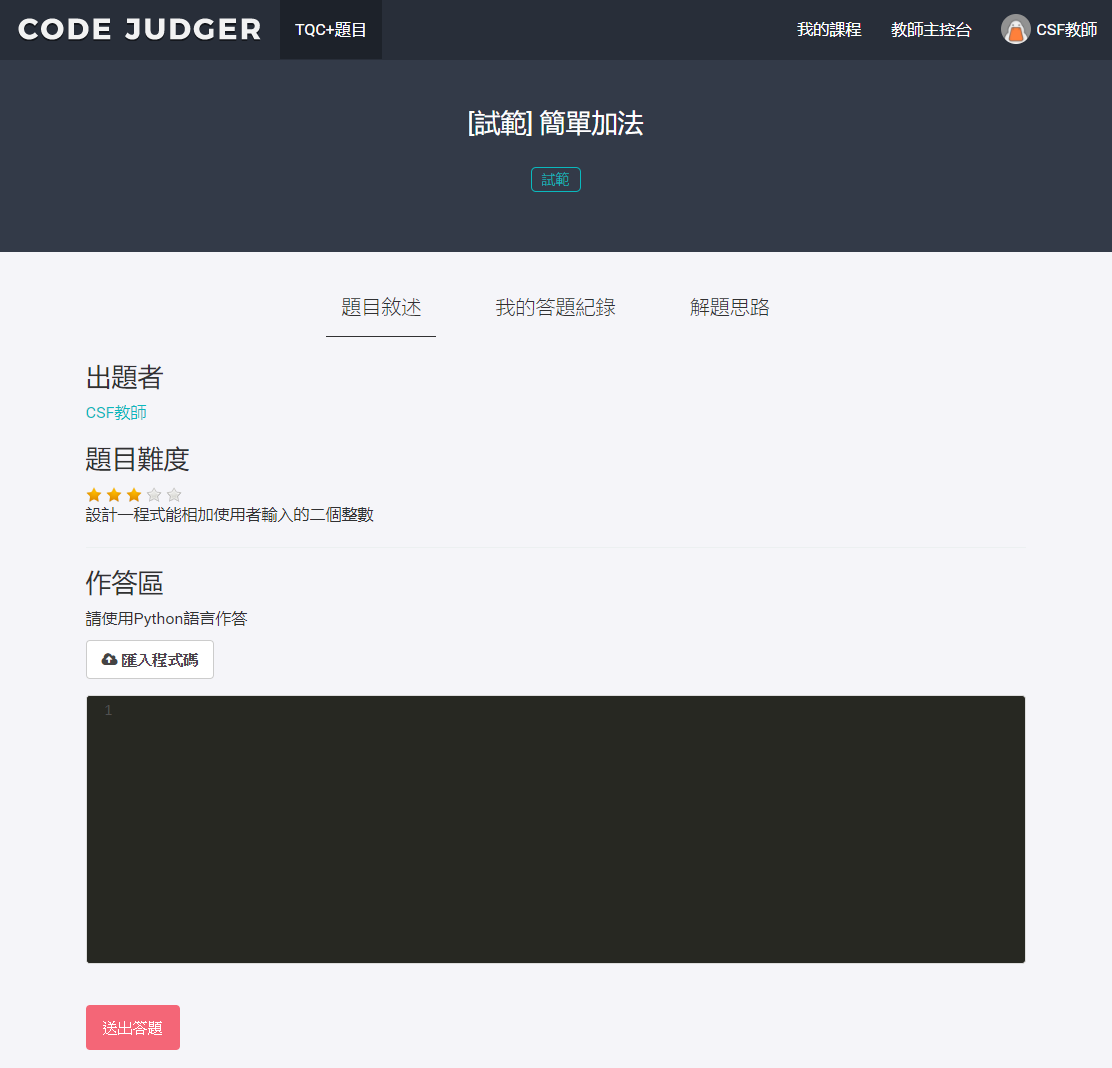 CODE JUDGER TQC+題目 我的課程 教師主控台 CSF教師
[試範] 簡單加法
試範
題目敘述 我的答題紀錄 解題思路
出題者
CSF教師
題目難度
設計一程式能相加使用者輸入的二個整數
作答區
請使用Python語言作答
匯入程式碼
1
送出答題